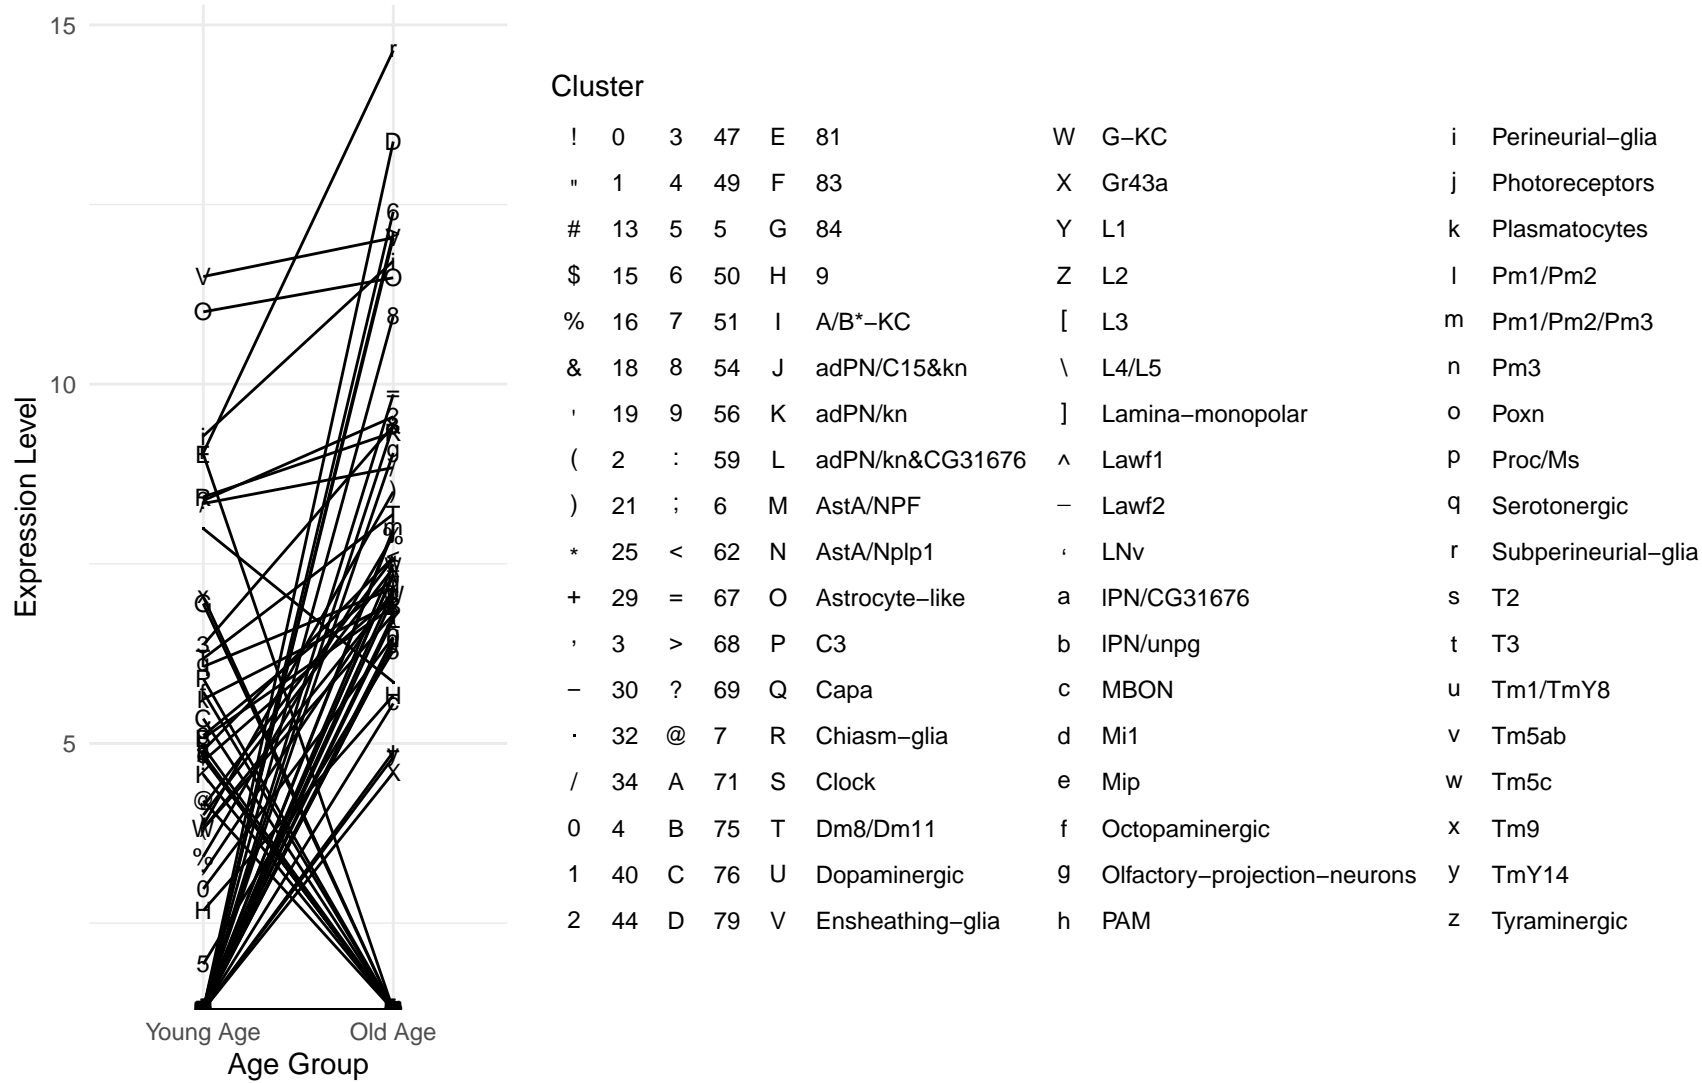 15
10
5
Expression Level
Young Age Old Age
Age Group
V
O
i
E
R
x
3
C
K
@
W
%
0
H
5
r
D
6
V
i
O
8
=
g
/
)
T
m
%
H
X
Cluster
! 0 3 47 E 81 W G−KC i Perineurial−glia
" 1 4 49 F 83 X Gr43a j Photoreceptors
# 13 5 5 G 84 Y L1 k Plasmatocytes
$ 15 6 50 H 9 Z L2 l Pm1/Pm2
% 16 7 51 I A/B*−KC [ L3 m Pm1/Pm2/Pm3
& 18 8 54 J adPN/C15&kn \ L4/L5 n Pm3
' 19 9 56 K adPN/kn ] Lamina−monopolar o Poxn
( 2 : 59 L adPN/kn&CG31676 ^ Lawf1 p Proc/Ms
) 21 ; 6 M AstA/NPF − Lawf2 q Serotonergic
* 25 < 62 N AstA/Nplp1 ‘ LNv r Subperineurial−glia
+ 29 = 67 O Astrocyte−like a lPN/CG31676 s T2
, 3 > 68 P C3 b lPN/unpg t T3
− 30 ? 69 Q Capa c MBON u Tm1/TmY8
. 32 @ 7 R Chiasm−glia d Mi1 v Tm5ab
/ 34 A 71 S Clock e Mip w Tm5c
0 4 B 75 T Dm8/Dm11 f Octopaminergic x Tm9
1 40 C 76 U Dopaminergic g Olfactory−projection−neurons y TmY14
2 44 D 79 V Ensheathing−glia h PAM z Tyraminergic